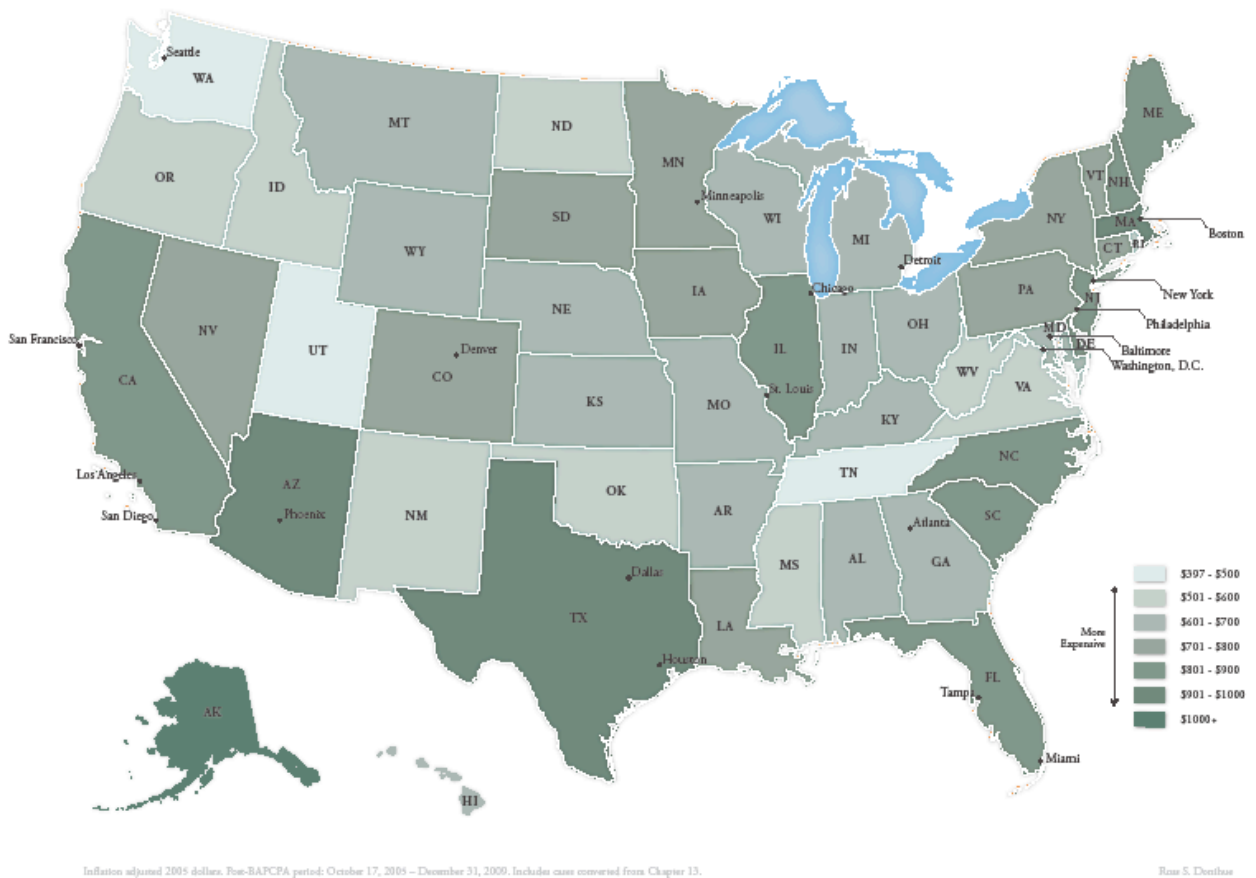 Seattle
WA
MT
ND
ME
OR
ID
MN
VT
NH
Minneapolis
SD
WI
NY
MA
Boston
WY
MI
CT
RI
Detroit
Chicago
IA
PA
New York
NJ
NE
NV
OH
Philadelphia
San Francisco
UT
Denver
CO
IL
IN
MD
DE
Baltimore
Washington, D.C.
CA
WV
VA
St. Louis
KS
MO
KY
NC
TN
Los Angeles
AZ
Phoenix
San Diego
NM
OK
AR
SC
Atlanta
MS
AL
GA
Dallas
TX
LA
Houston
FL
Tampa
Miami
AK
HI
$397 - $500
$501 - $600
$601 - $700
$701 - $800
$801 - $900
$901 - $1000
$1000+
More
Expensive
Inflation adjusted 2005 dollars. Post-BAPCPA period: October 17, 2005 – December 31, 2009. Includes cases converted from Chapter 13.
Ross S. Donihue